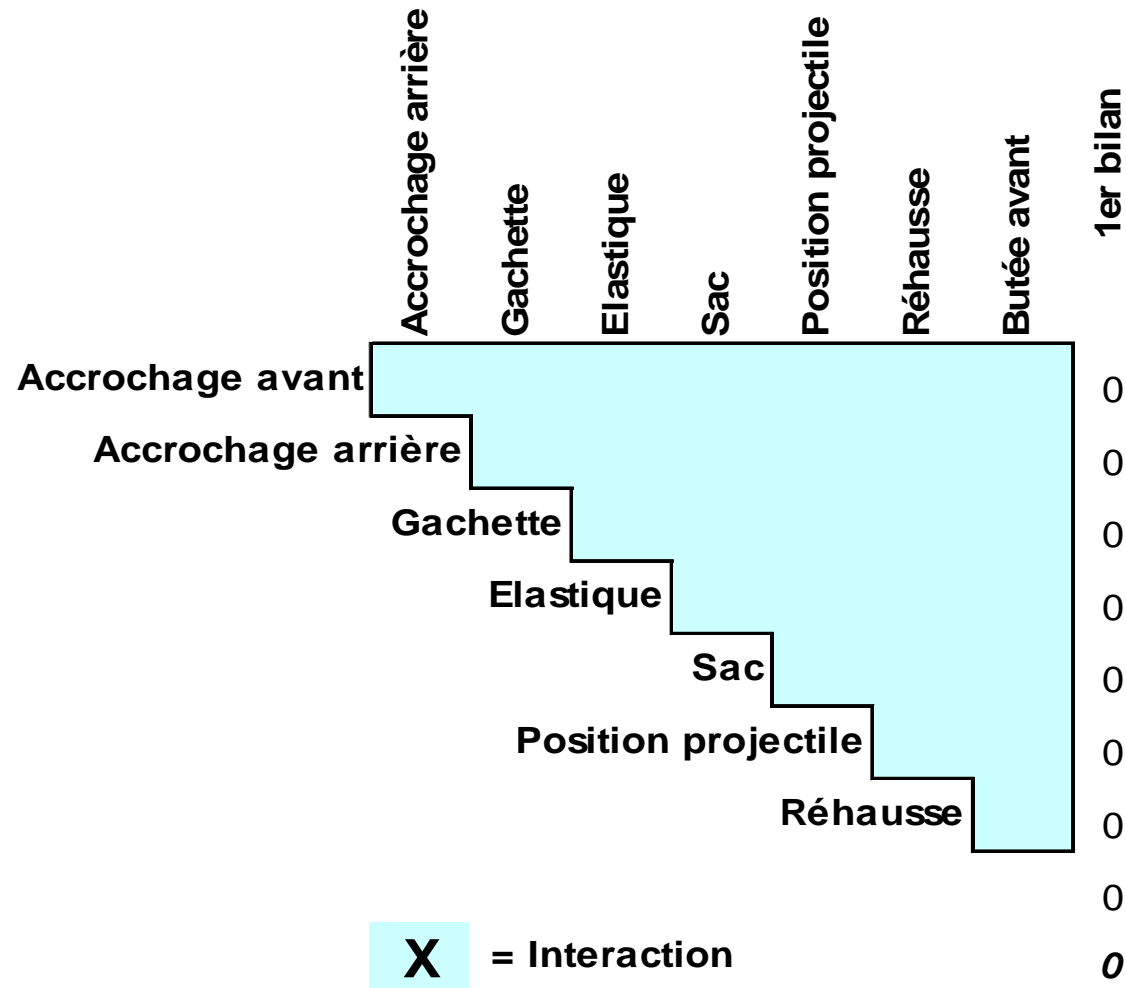 Accrochage arrière
Gachette
Elastique
Sac
Position projectile
Réhausse
Butée avant
1er bilan
Accrochage avant 0
Accrochage arrière 0
Gachette 0
Elastique 0
Sac 0
Position projectile 0
Réhausse 0
0
X = Interaction 0